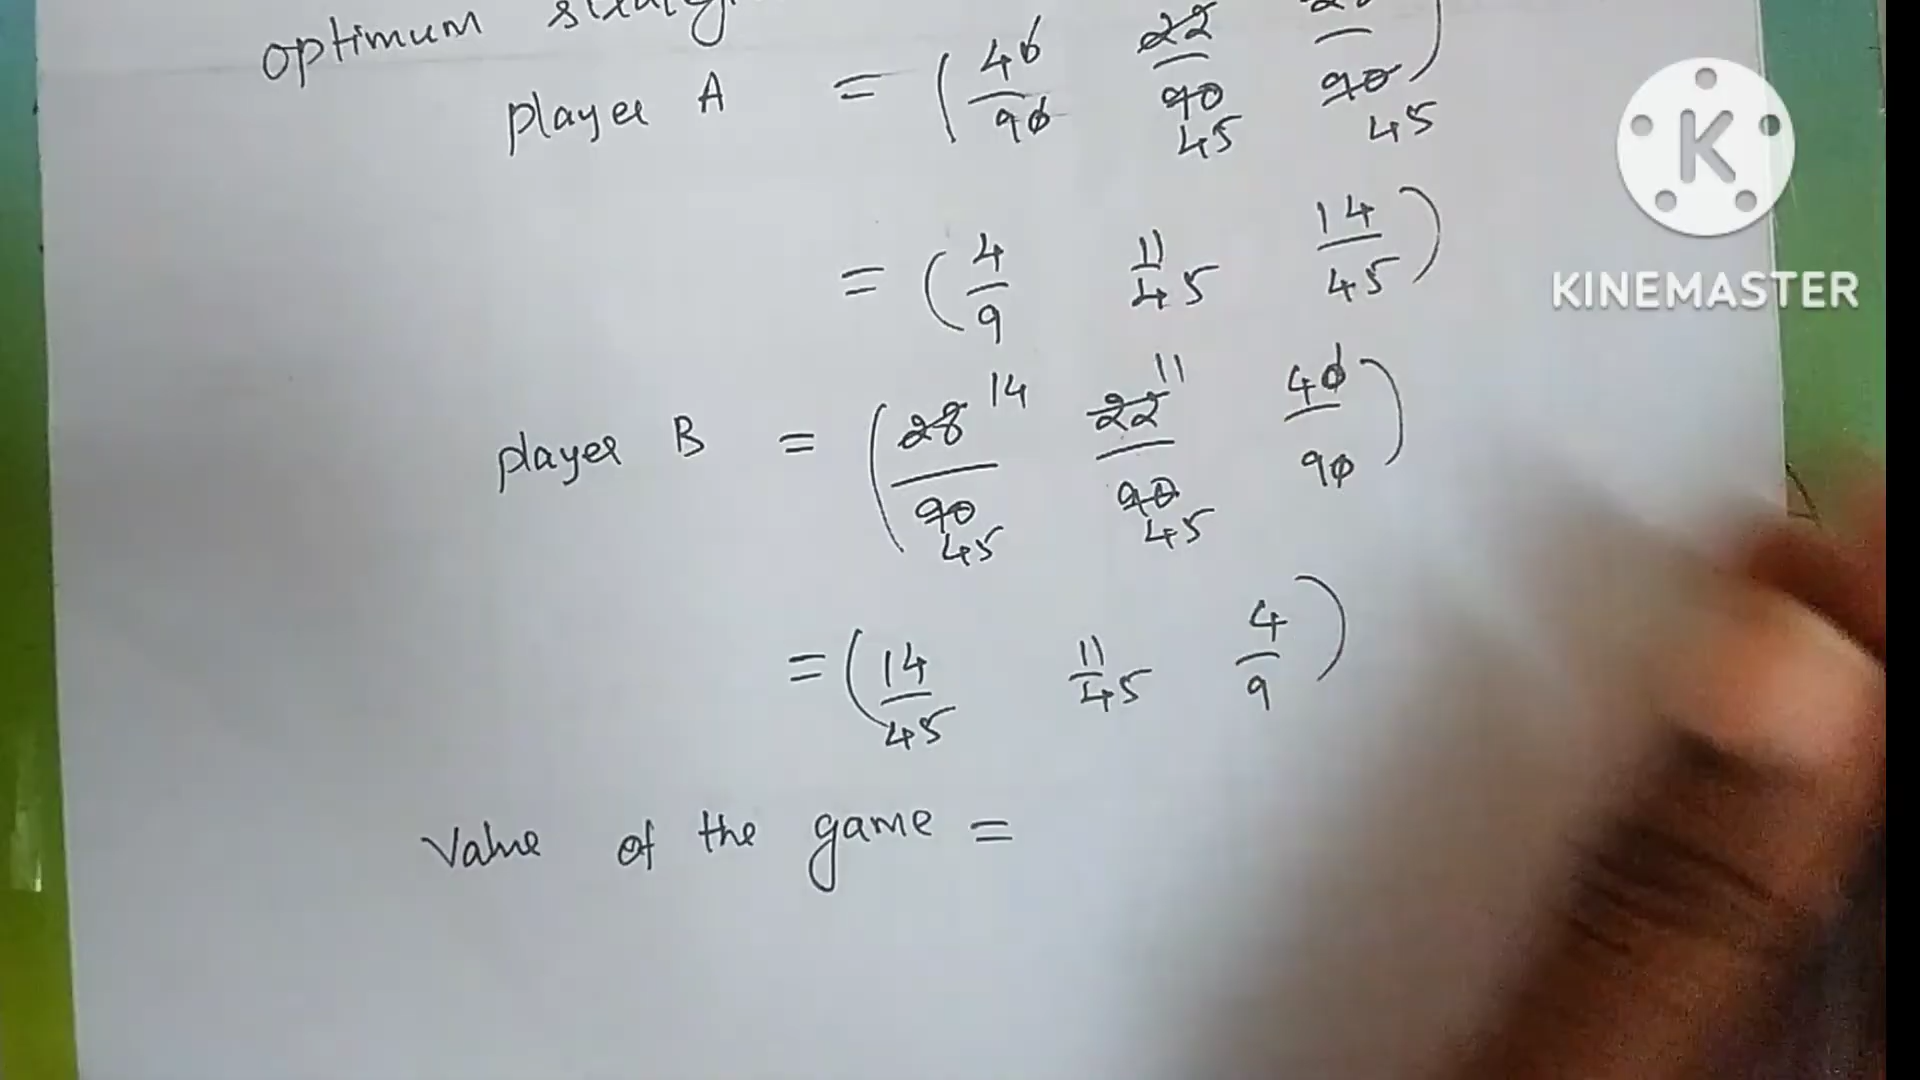 optimum
player A = ( 40/90 22/90 /90 )
45 45
= ( 4/9 11/45 14/45 )
player B = ( 28/90 14 22/90 11 40/90 )
45 45
= ( 14/45 11/45 4/9 )
Value of the game =
K
KINEMASTER